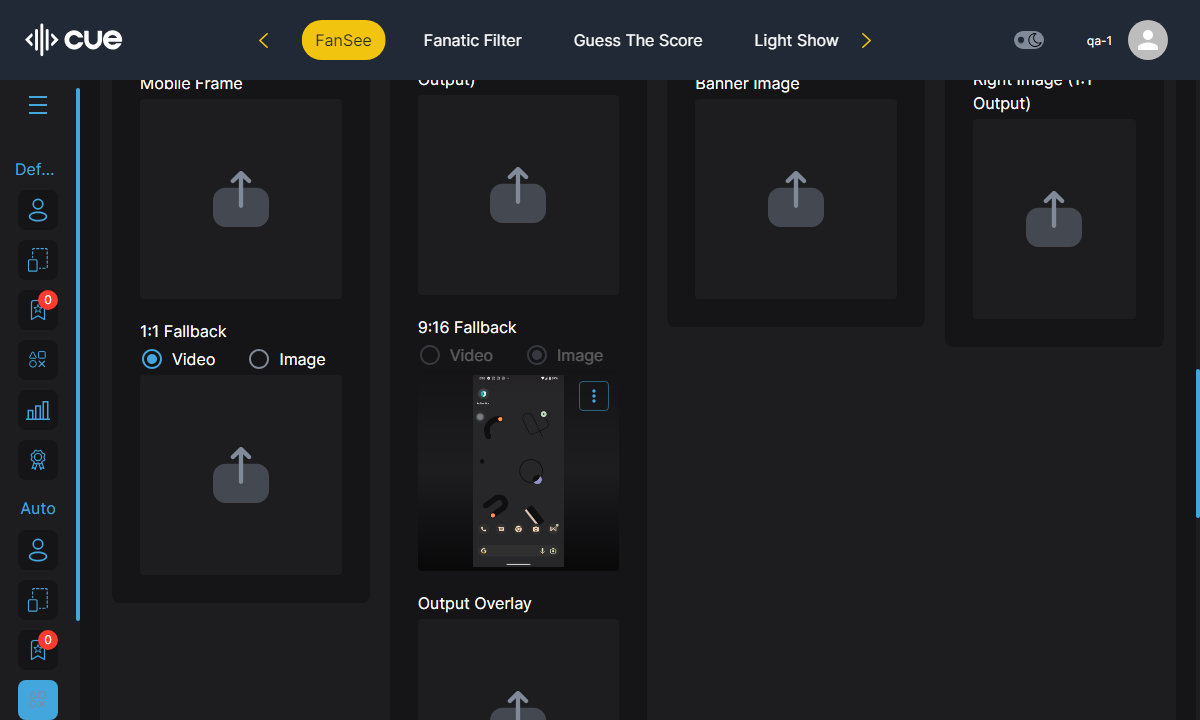 cue
FanSee
Fanatic Filter
Guess The Score
Light Show
qa-1
Def...
0
Auto
0
Mobile Frame
1:1 Fallback
Video
Image
Output)
9:16 Fallback
Video
Image
Output Overlay
Banner Image
Right Image (1:1
Output)